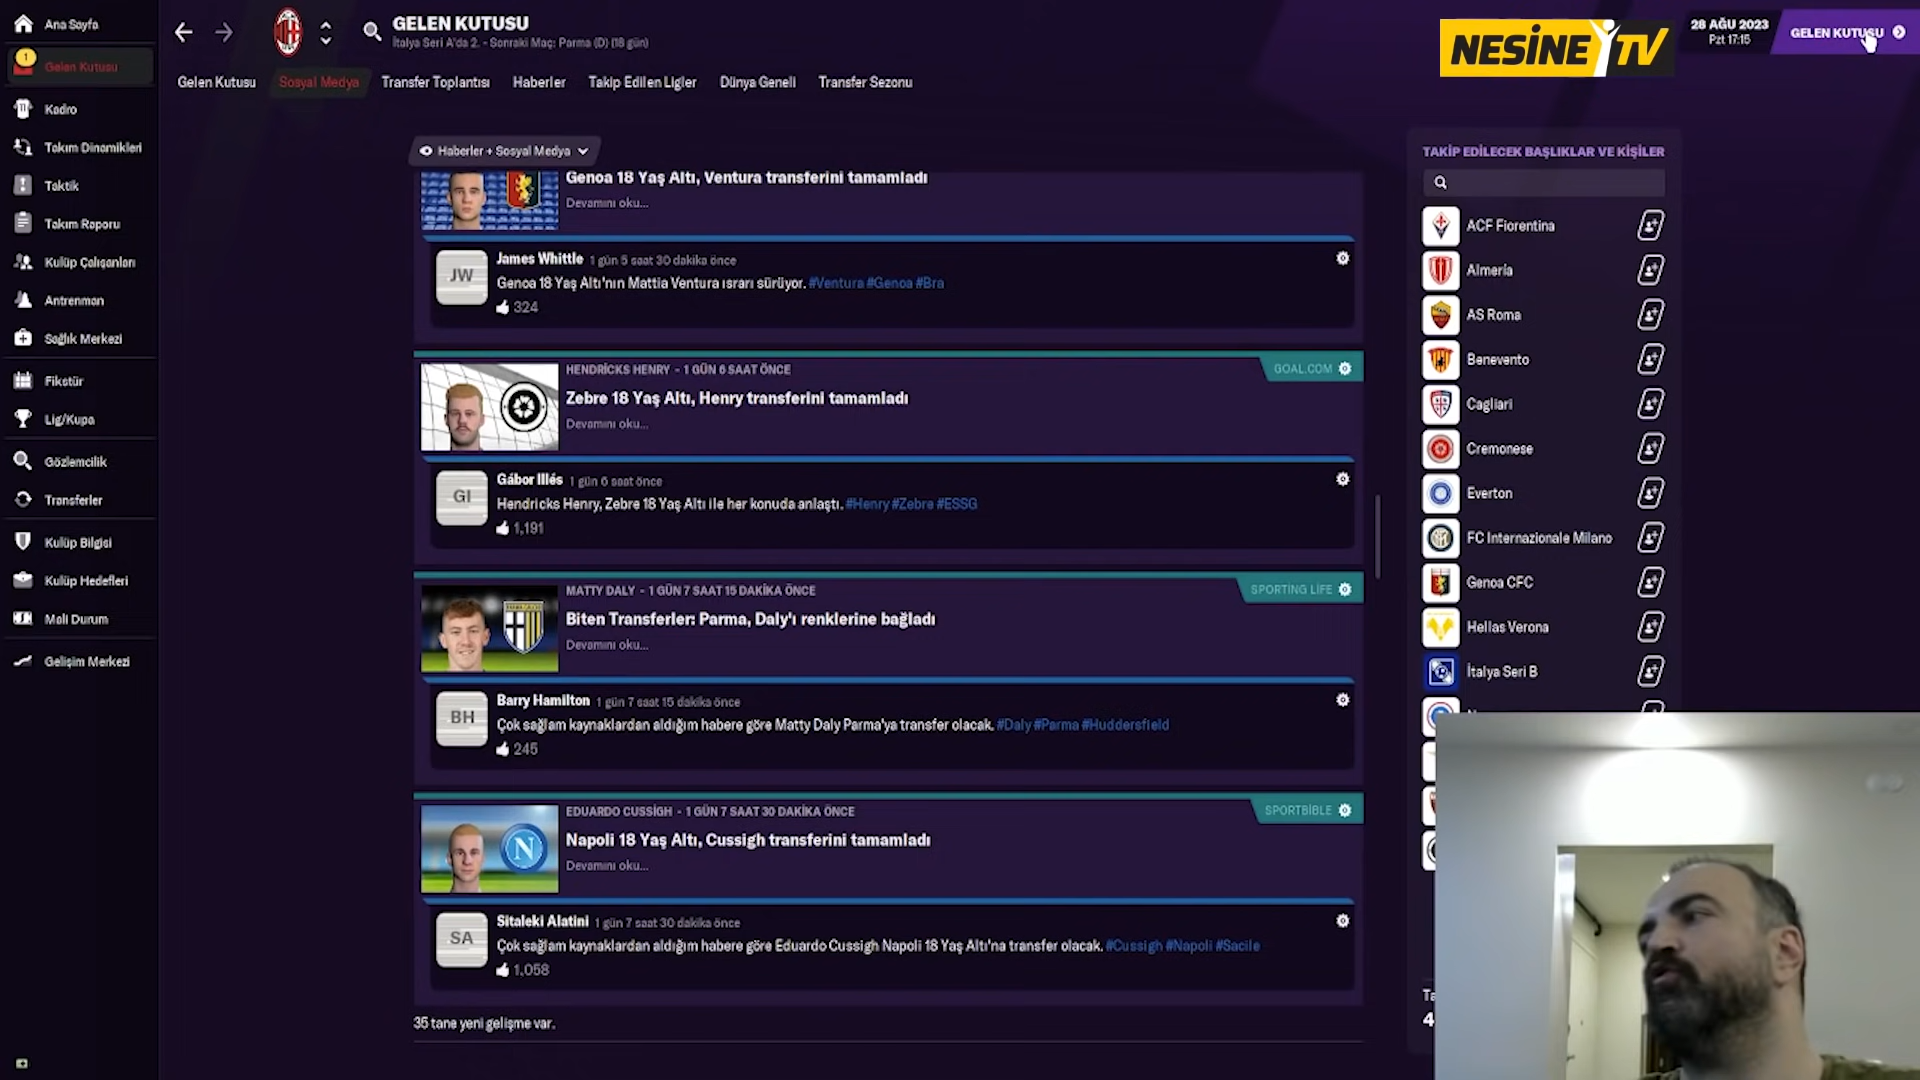 Ana Sayfa
1
Gelen Kutusu
Kadro
Takım Dinamikleri
Taktik
Takım Raporu
Kulüp Çalışanları
Antrenman
Sağlık Merkezi
Fikstür
Lig/Kupa
Gözlemcilik
Transferler
Kulüp Bilgisi
Kulüp Hedefleri
Mali Durum
Gelişim Merkezi
GELEN KUTUSU
İtalya Seri A'da 2. - Sonraki Maç: Parma (D) (18 gün)
NESİNE TV
28 AĞU 2023
Pzt 17:15
GELEN KUTUSU
Gelen Kutusu
Sosyal Medya
Transfer Toplantısı
Haberler
Takip Edilen Ligler
Dünya Geneli
Transfer Sezonu
Haberler + Sosyal Medya
Genoa 18 Yaş Altı, Ventura transferini tamamladı
Devamını oku...
JW
James Whittle 1 gün 5 saat 30 dakika önce
Genoa 18 Yaş Altı'nın Mattia Ventura ısrarı sürüyor. #Ventura #Genoa #Bra
324
HENDRİCKS HENRY - 1 GÜN 6 SAAT ÖNCE
GOAL.COM
Zebre 18 Yaş Altı, Henry transferini tamamladı
Devamını oku...
GI
Gábor Illés 1 gün 6 saat önce
Hendricks Henry, Zebre 18 Yaş Altı ile her konuda anlaştı. #Henry #Zebre #ESSG
1,191
MATTY DALY - 1 GÜN 7 SAAT 15 DAKİKA ÖNCE
SPORTING LİFE
Biten Transferler: Parma, Daly'ı renklerine bağladı
Devamını oku...
BH
Barry Hamilton 1 gün 7 saat 15 dakika önce
Çok sağlam kaynaklardan aldığım habere göre Matty Daly Parma'ya transfer olacak. #Daly #Parma #Huddersfield
245
EDUARDO CUSSİGH - 1 GÜN 7 SAAT 30 DAKİKA ÖNCE
SPORTBİBLE
Napoli 18 Yaş Altı, Cussigh transferini tamamladı
Devamını oku...
N
SA
Sitaleki Alatini 1 gün 7 saat 30 dakika önce
Çok sağlam kaynaklardan aldığım habere göre Eduardo Cussigh Napoli 18 Yaş Altı'na transfer olacak. #Cussigh #Napoli #Sacile
1,058
35 tane yeni gelişme var.
TAKİP EDİLECEK BAŞLIKLAR VE KİŞİLER
ACF Fiorentina
Almería
AS Roma
Benevento
Cagliari
Cremonese
Everton
FC Internazionale Milano
Genoa CFC
Hellas Verona
İtalya Seri B
Ta
4